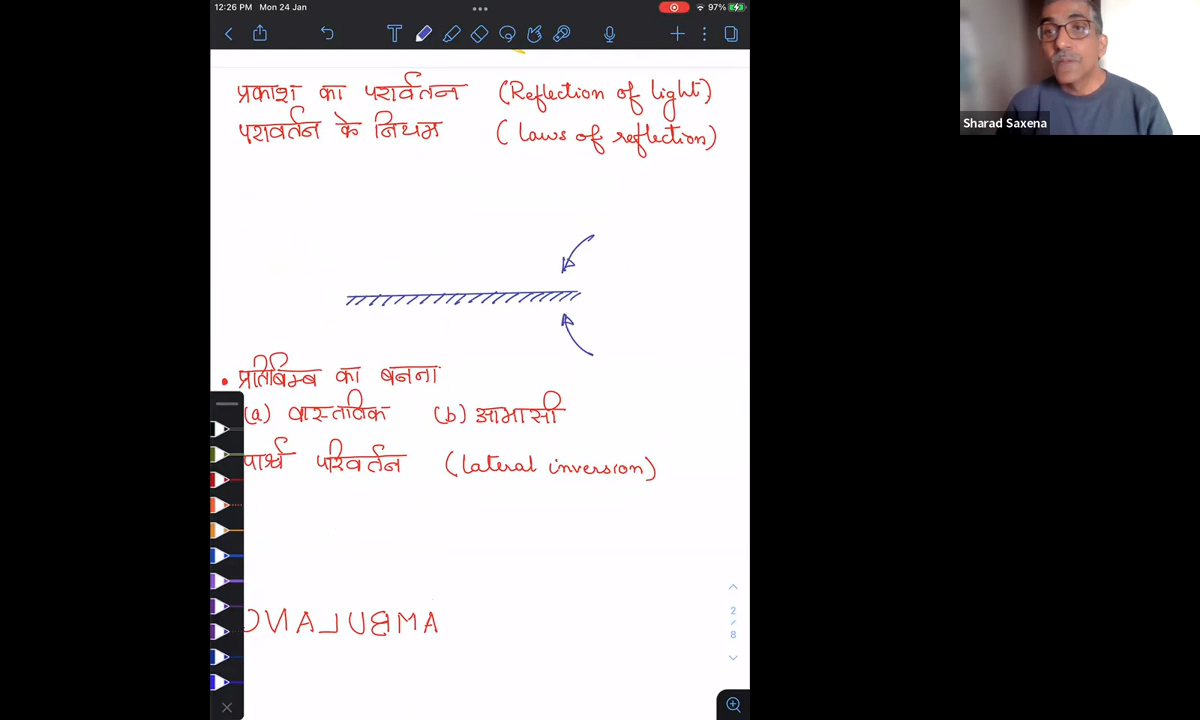 12:26 PM Mon 24 Jan
97%
Sharad Saxena
प्रकाश का परावर्तन (Reflection of light)
परावर्तन के नियम (laws of reflection)
• प्रतिबिम्ब का बनना
(a) वास्तविक (b) आभासी
पार्श्व परिवर्तन (lateral inversion)
ƆИA⅃UBMA
2
8